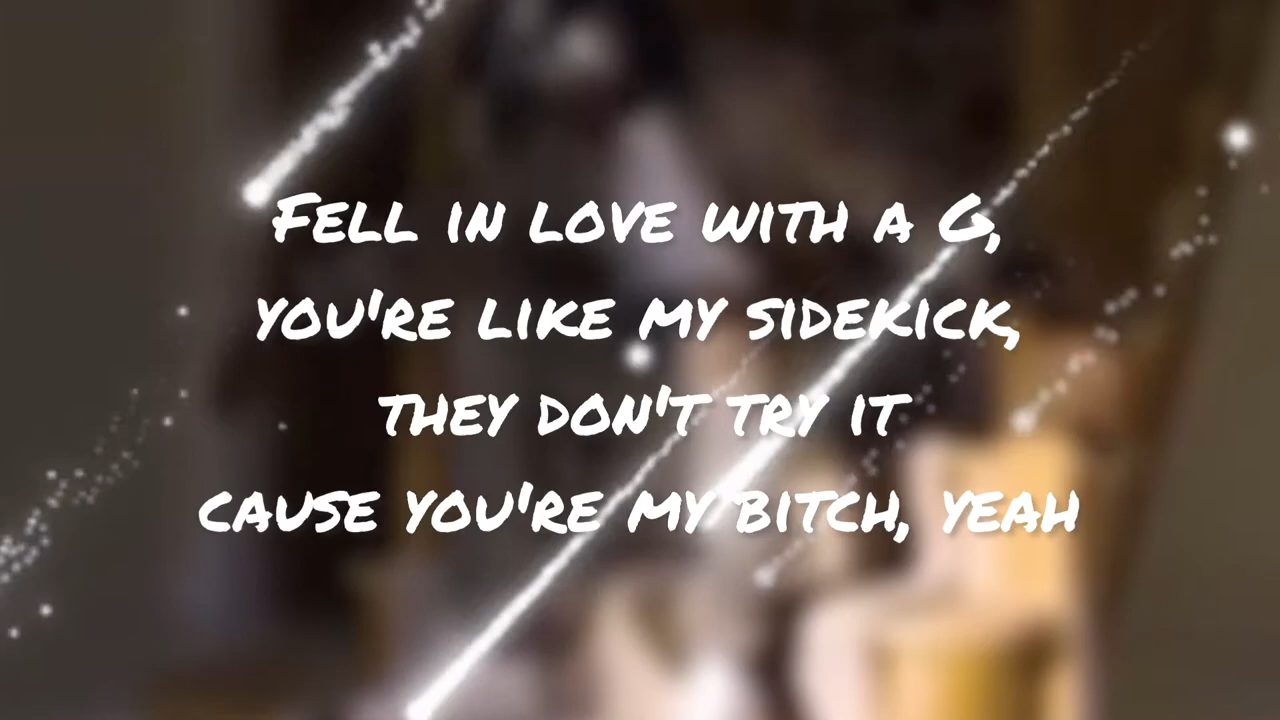 Fell in love with a G,
you're like my sidekick,
they don't try it
cause you're my bitch, yeah